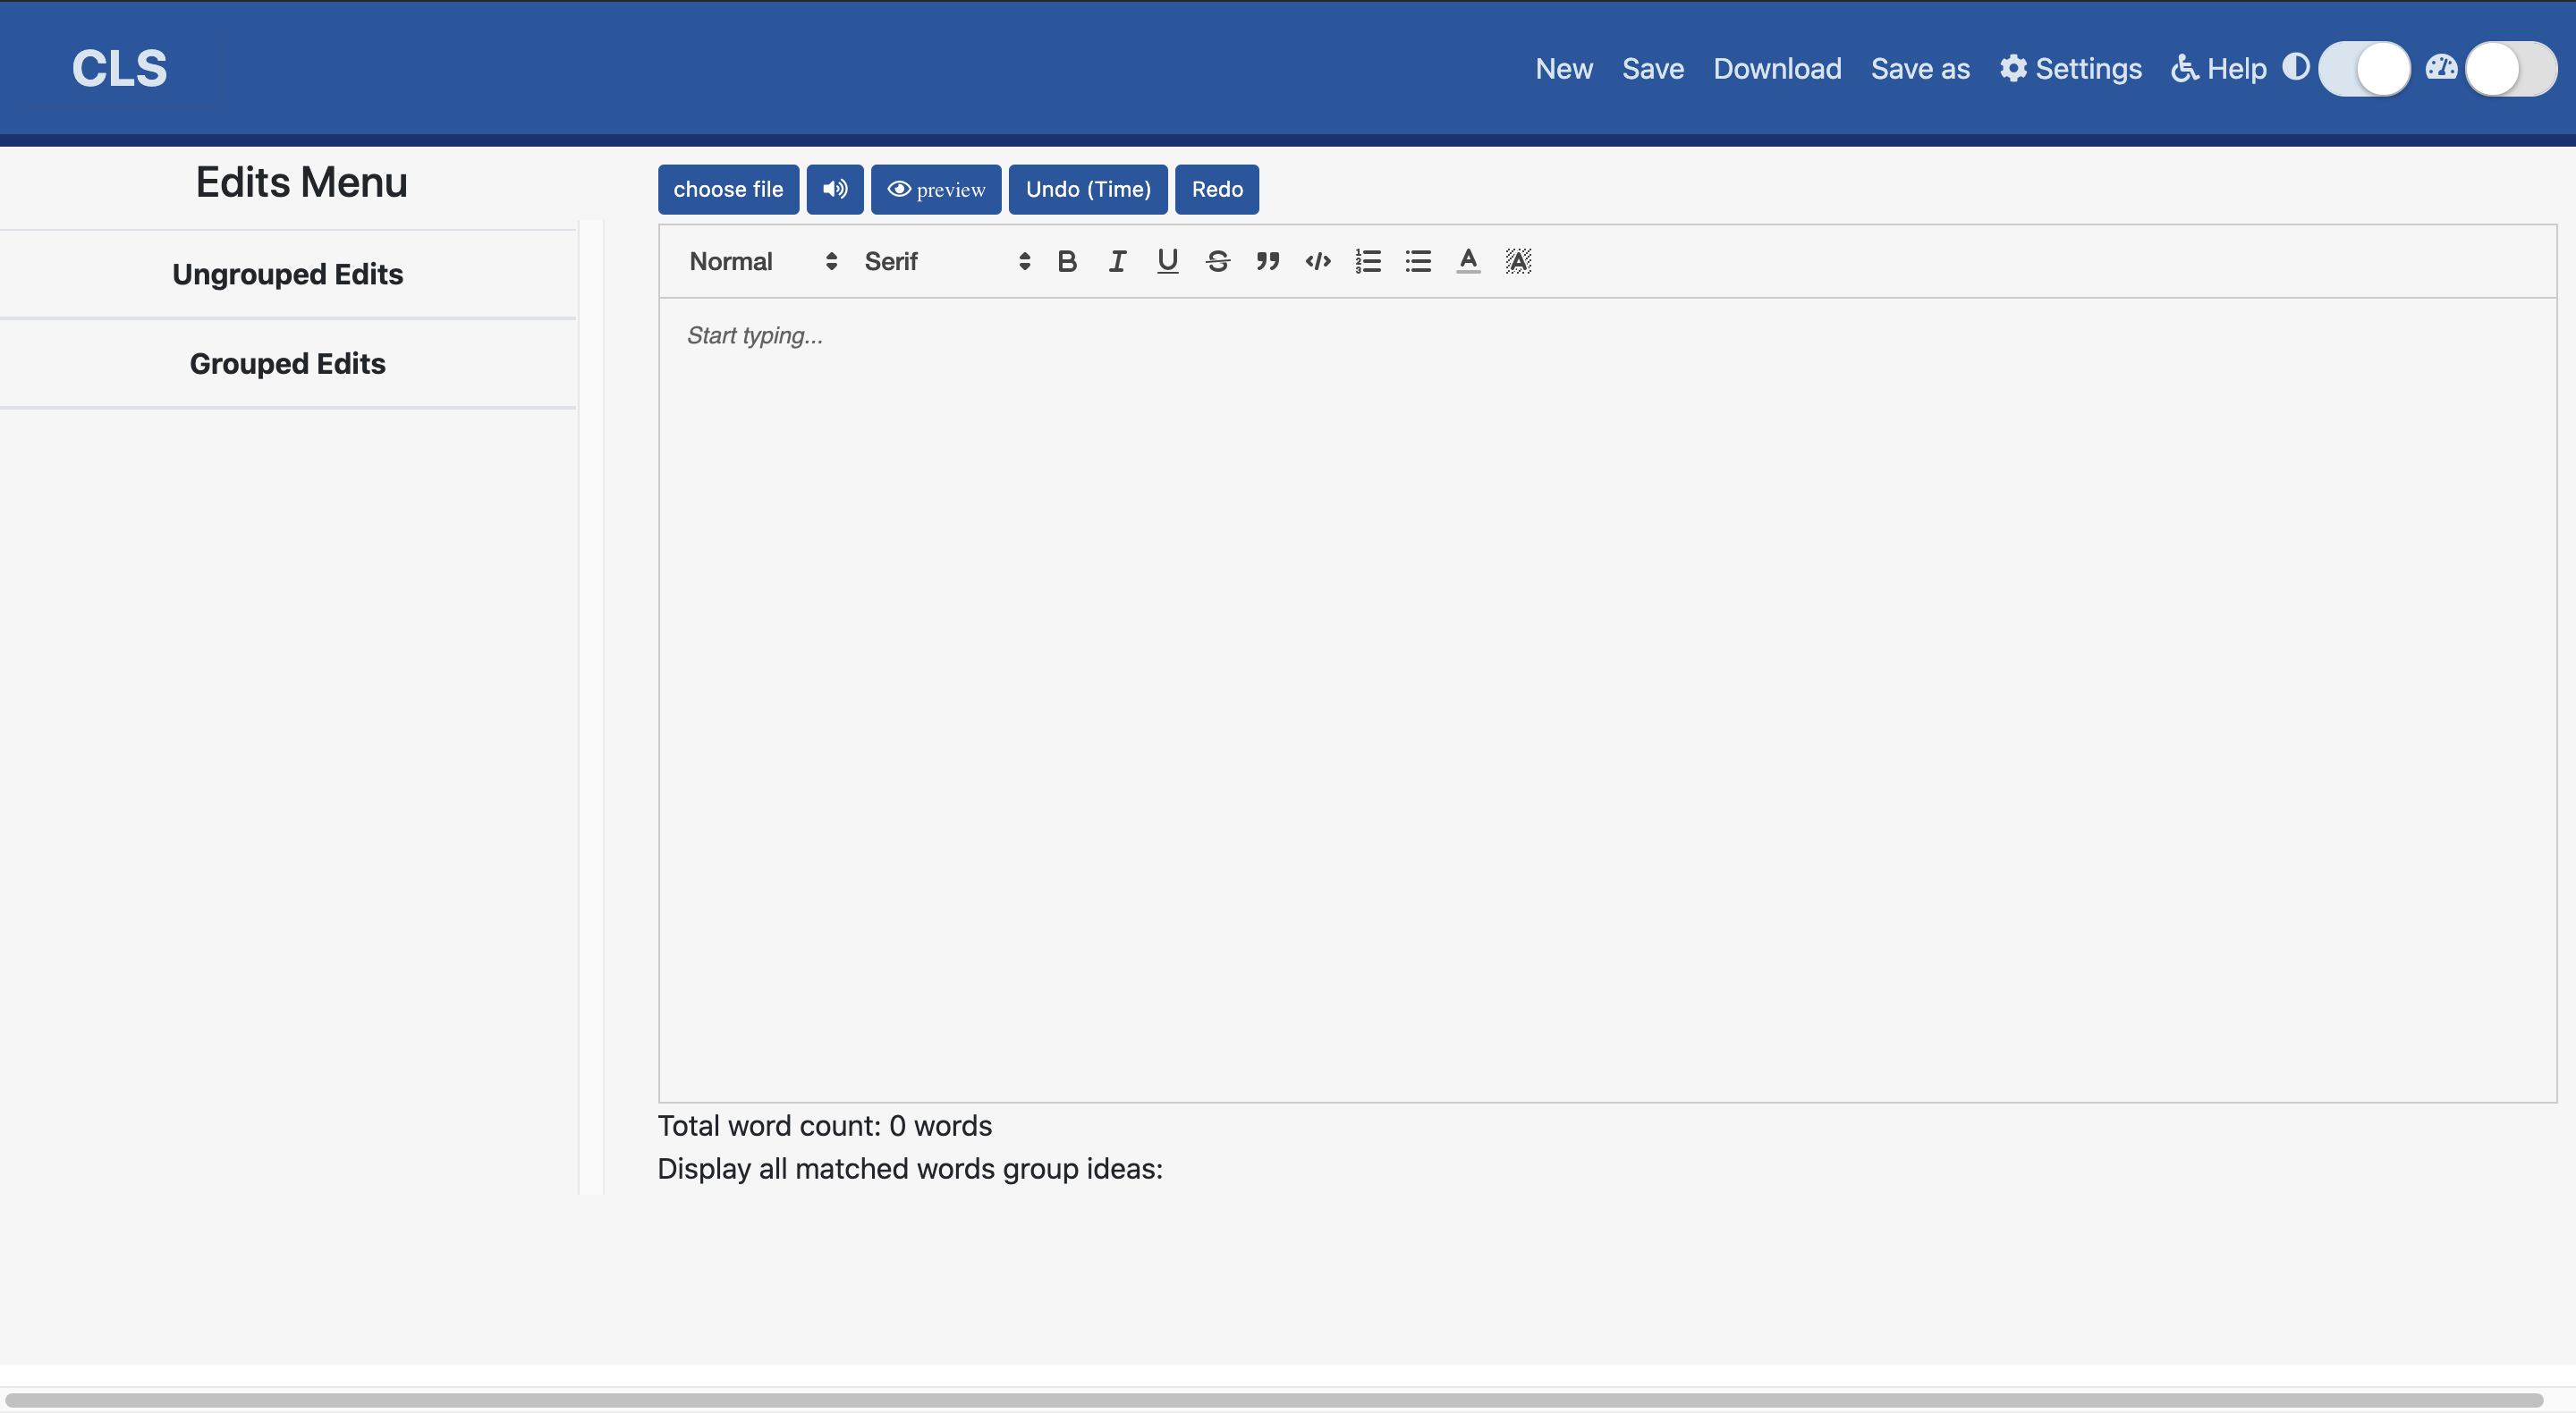 CLS
New Save Download Save as Settings Help
Edits Menu
Ungrouped Edits
Grouped Edits
choose file preview Undo (Time) Redo
Normal Serif
Start typing...
Total word count: 0 words
Display all matched words group ideas: